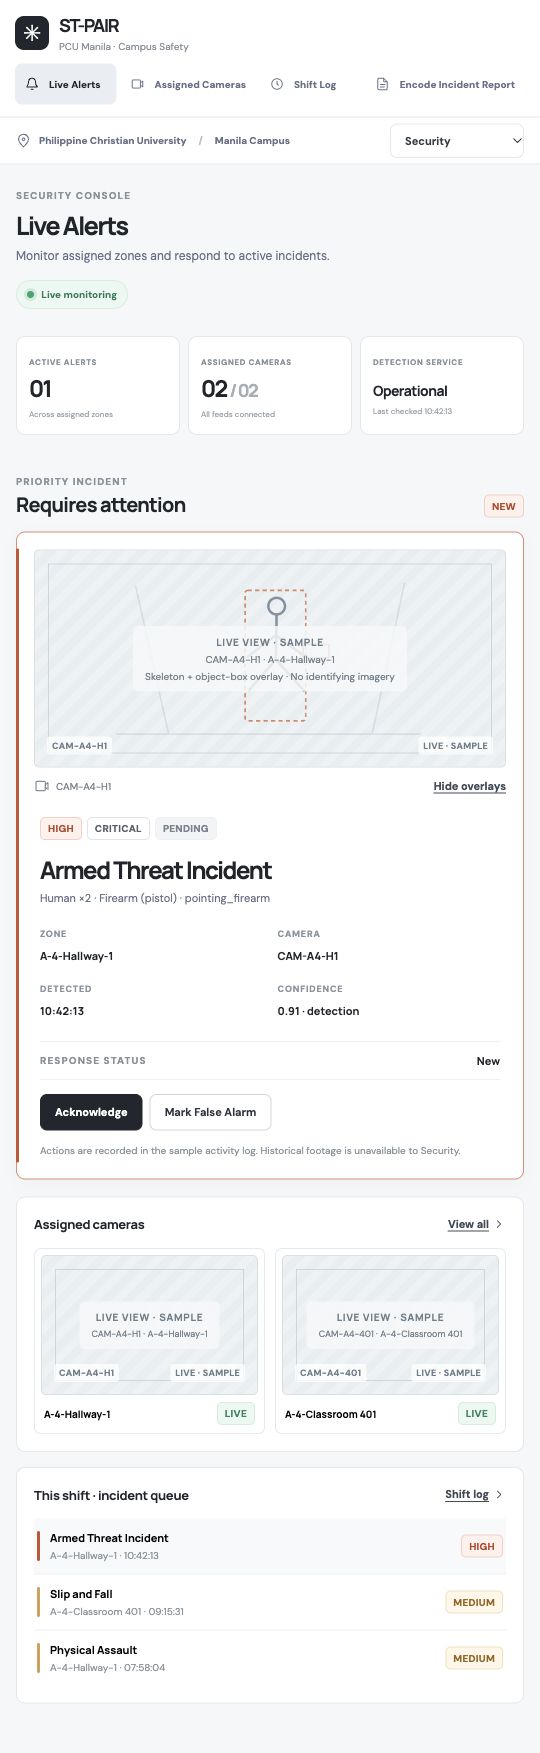 ST-PAIR
PCU Manila · Campus Safety
Live Alerts
Assigned Cameras
Shift Log
Encode Incident Report
Philippine Christian University / Manila Campus
Security
SECURITY CONSOLE
Live Alerts
Monitor assigned zones and respond to active incidents.
Live monitoring
ACTIVE ALERTS
01
Across assigned zones
ASSIGNED CAMERAS
02 / 02
All feeds connected
DETECTION SERVICE
Operational
Last checked 10:42:13
PRIORITY INCIDENT
Requires attention
NEW
LIVE VIEW · SAMPLE
CAM-A4-H1 · A-4-Hallway-1
Skeleton + object-box overlay · No identifying imagery
CAM-A4-H1
LIVE · SAMPLE
CAM-A4-H1
Hide overlays
HIGH
CRITICAL
PENDING
Armed Threat Incident
Human ×2 · Firearm (pistol) · pointing_firearm
ZONE
A-4-Hallway-1
CAMERA
CAM-A4-H1
DETECTED
10:42:13
CONFIDENCE
0.91 · detection
RESPONSE STATUS
New
Acknowledge
Mark False Alarm
Actions are recorded in the sample activity log. Historical footage is unavailable to Security.
Assigned cameras
View all
LIVE VIEW · SAMPLE
CAM-A4-H1 · A-4-Hallway-1
CAM-A4-H1
LIVE · SAMPLE
A-4-Hallway-1
LIVE
LIVE VIEW · SAMPLE
CAM-A4-401 · A-4-Classroom 401
CAM-A4-401
LIVE · SAMPLE
A-4-Classroom 401
LIVE
This shift · incident queue
Shift log
Armed Threat Incident
A-4-Hallway-1 · 10:42:13
HIGH
Slip and Fall
A-4-Classroom 401 · 09:15:31
MEDIUM
Physical Assault
A-4-Hallway-1 · 07:58:04
MEDIUM